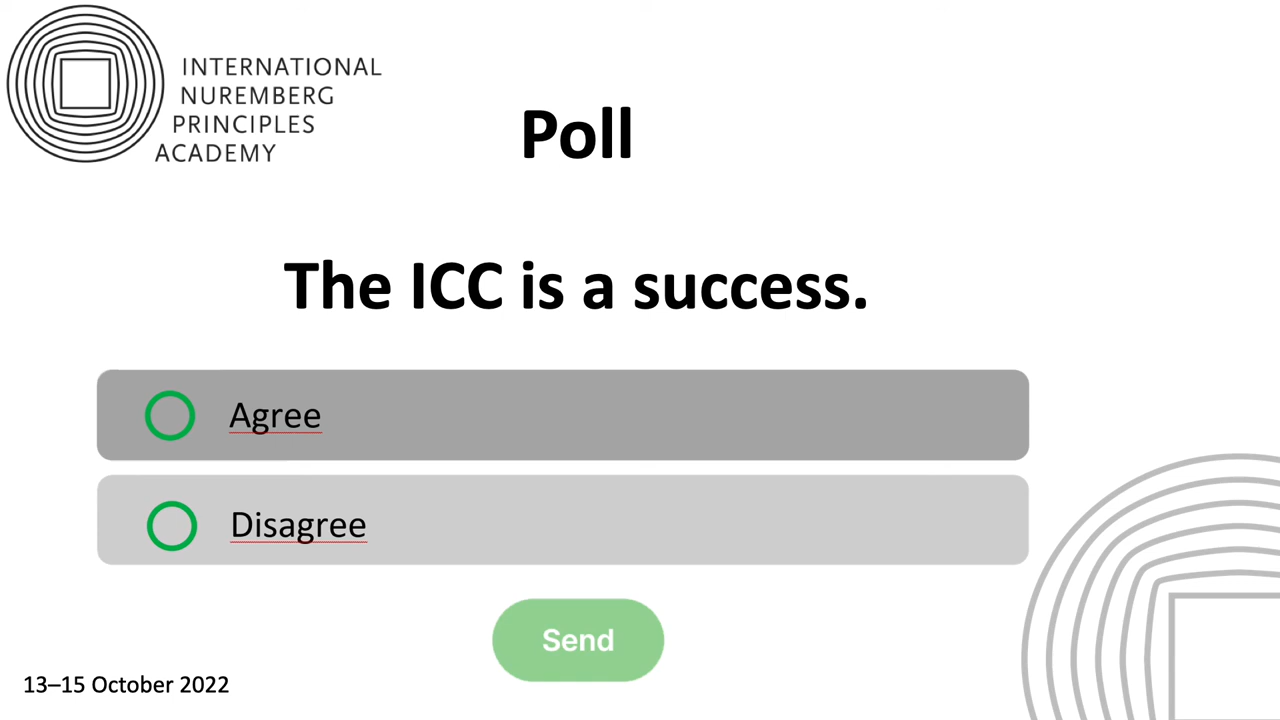 INTERNATIONAL
NUREMBERG
PRINCIPLES
ACADEMY
Poll
The ICC is a success.
Agree
Disagree
Send
13–15 October 2022